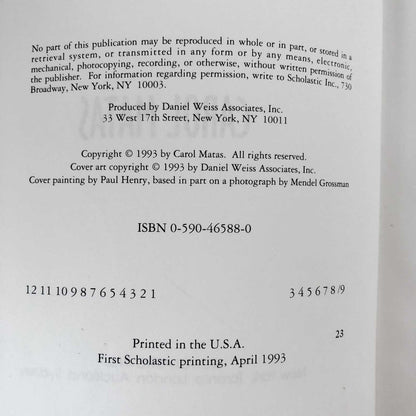 No part of this publication may be reproduced in whole or in part, or stored in a
retrieval system, or transmitted in any form or by any means, electronic,
mechanical, photocopying, recording, or otherwise, without written permission of
the publisher. For information regarding permission, write to Scholastic Inc., 730
Broadway, New York, NY 10003.
Produced by Daniel Weiss Associates, Inc.
33 West 17th Street, New York, NY 10011
Copyright © 1993 by Carol Matas. All rights reserved.
Cover art copyright © 1993 by Daniel Weiss Associates, Inc.
Cover painting by Paul Henry, based in part on a photograph by Mendel Grossman
ISBN 0-590-46588-0
12 11 10 9 8 7 6 5 4 3 2 1 3 4 5 6 7 8/9
23
Printed in the U.S.A.
First Scholastic printing, April 1993